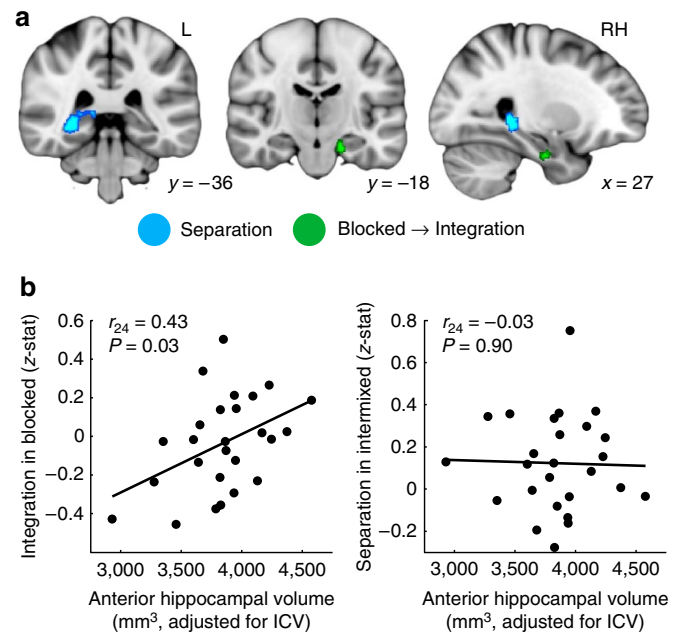 a
L
RH
y = −36
y = −18
x = 27
Separation
Blocked → Integration
b
Integration in blocked (z-stat)
r24 = 0.43
P = 0.03
0.6
0.4
0.2
0
−0.2
−0.4
3,000 3,500 4,000 4,500
Anterior hippocampal volume
(mm³, adjusted for ICV)
Separation in intermixed (z-stat)
r24 = −0.03
P = 0.90
0.8
0.6
0.4
0.2
0
−0.2
3,000 3,500 4,000 4,500
Anterior hippocampal volume
(mm³, adjusted for ICV)